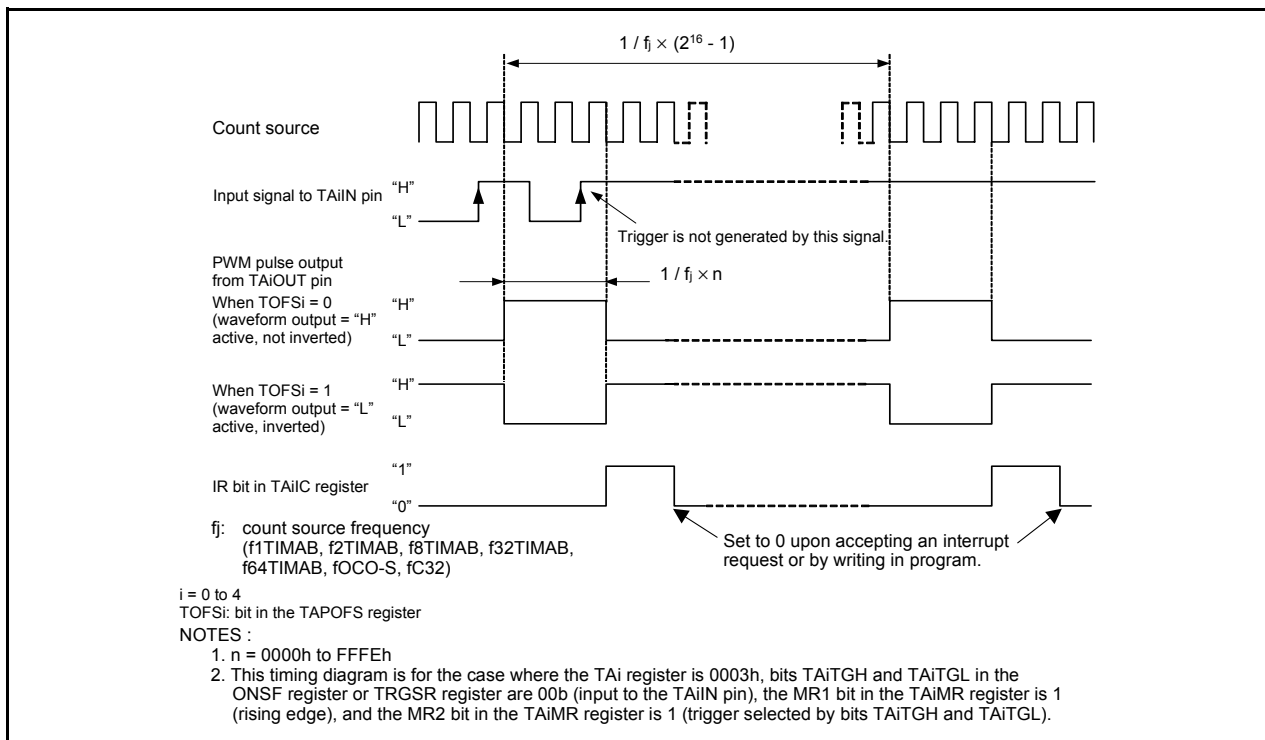 1 / fj × (2¹⁶ - 1)
Count source
Input signal to TAiIN pin
“H”
“L”
Trigger is not generated by this signal.
PWM pulse output
from TAiOUT pin
1 / fj × n
When TOFSi = 0
(waveform output = “H”
active, not inverted)
“H”
“L”
When TOFSi = 1
(waveform output = “L”
active, inverted)
“H”
“L”
IR bit in TAiIC register
“1”
“0”
fj: count source frequency
(f1TIMAB, f2TIMAB, f8TIMAB, f32TIMAB,
f64TIMAB, fOCO-S, fC32)
Set to 0 upon accepting an interrupt
request or by writing in program.
i = 0 to 4
TOFSi: bit in the TAPOFS register
NOTES :
1. n = 0000h to FFFEh
2. This timing diagram is for the case where the TAi register is 0003h, bits TAiTGH and TAiTGL in the
ONSF register or TRGSR register are 00b (input to the TAiIN pin), the MR1 bit in the TAiMR register is 1
(rising edge), and the MR2 bit in the TAiMR register is 1 (trigger selected by bits TAiTGH and TAiTGL).